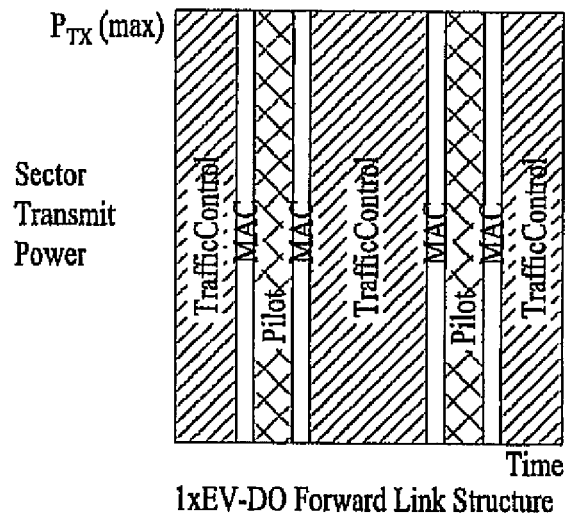 P_TX (max)
Sector
Transmit
Power
TrafficControl
MAC
Pilot
MAC
TrafficControl
MAC
Pilot
MAC
TrafficControl
Time
1xEV-DO Forward Link Structure